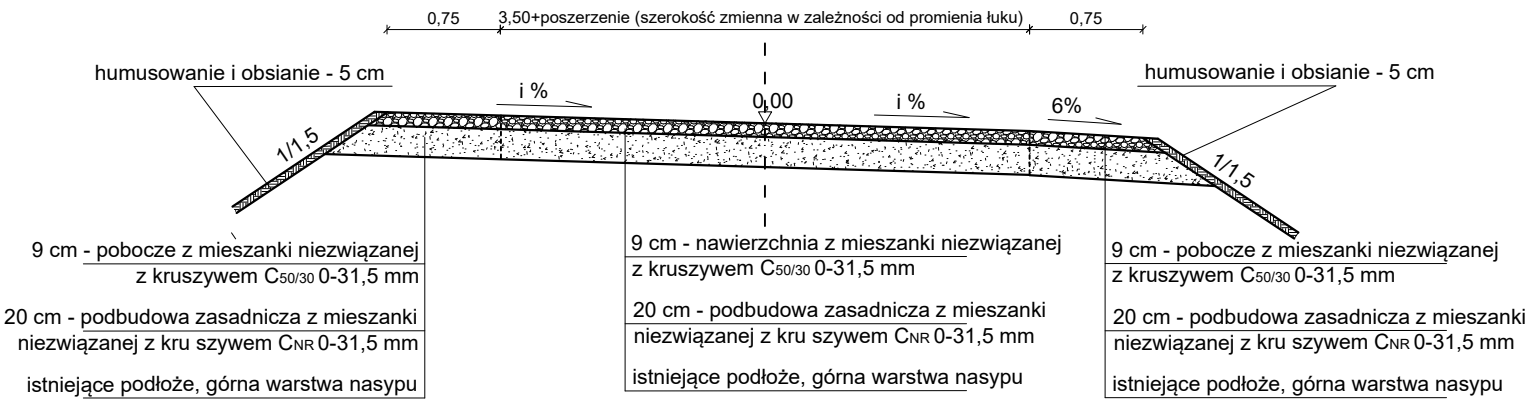 0,75
3,50+poszerzenie (szerokość zmienna w zależności od promienia łuku)
0,75
humusowanie i obsianie - 5 cm
humusowanie i obsianie - 5 cm
i %
0,00
i %
6%
1/1,5
1/1,5
9 cm - pobocze z mieszanki niezwiązanej
z kruszywem C50/30 0-31,5 mm
20 cm - podbudowa zasadnicza z mieszanki
niezwiązanej z kru szywem CNR 0-31,5 mm
istniejące podłoże, górna warstwa nasypu
9 cm - nawierzchnia z mieszanki niezwiązanej
z kruszywem C50/30 0-31,5 mm
20 cm - podbudowa zasadnicza z mieszanki
niezwiązanej z kru szywem CNR 0-31,5 mm
istniejące podłoże, górna warstwa nasypu
9 cm - pobocze z mieszanki niezwiązanej
z kruszywem C50/30 0-31,5 mm
20 cm - podbudowa zasadnicza z mieszanki
niezwiązanej z kru szywem CNR 0-31,5 mm
istniejące podłoże, górna warstwa nasypu